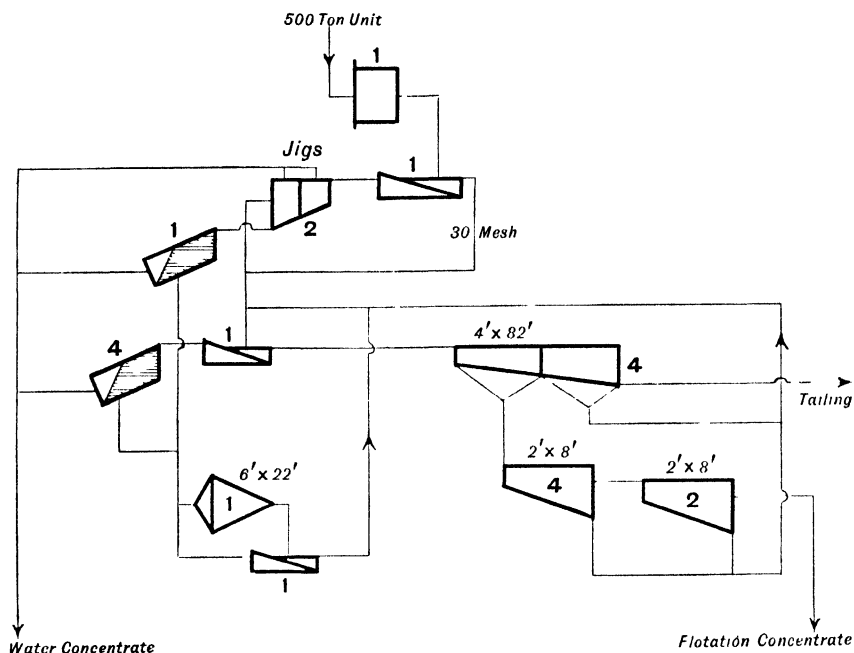 500 Ton Unit
1
Jigs
1
2
30 Mesh
1
4
1
4' x 82'
4
Tailing
6' x 22'
1
2' x 8'
4
2' x 8'
2
1
Water Concentrate
Flotation Concentrate